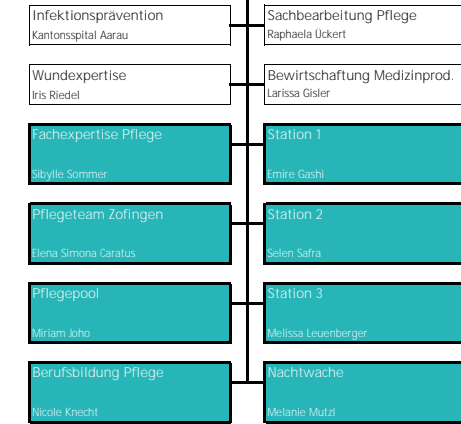 Infektionsprävention
Kantonsspital Aarau
Sachbearbeitung Pflege
Raphaela Ückert
Wundexpertise
Iris Riedel
Bewirtschaftung Medizinprod.
Larissa Gisler
Fachexpertise Pflege
Sibylle Sommer
Station 1
Emire Gashi
Pflegeteam Zofingen
Elena Simona Caratus
Station 2
Selen Safra
Pflegepool
Miriam Joho
Station 3
Melissa Leuenberger
Berufsbildung Pflege
Nicole Knecht
Nachtwache
Melanie Mutzl